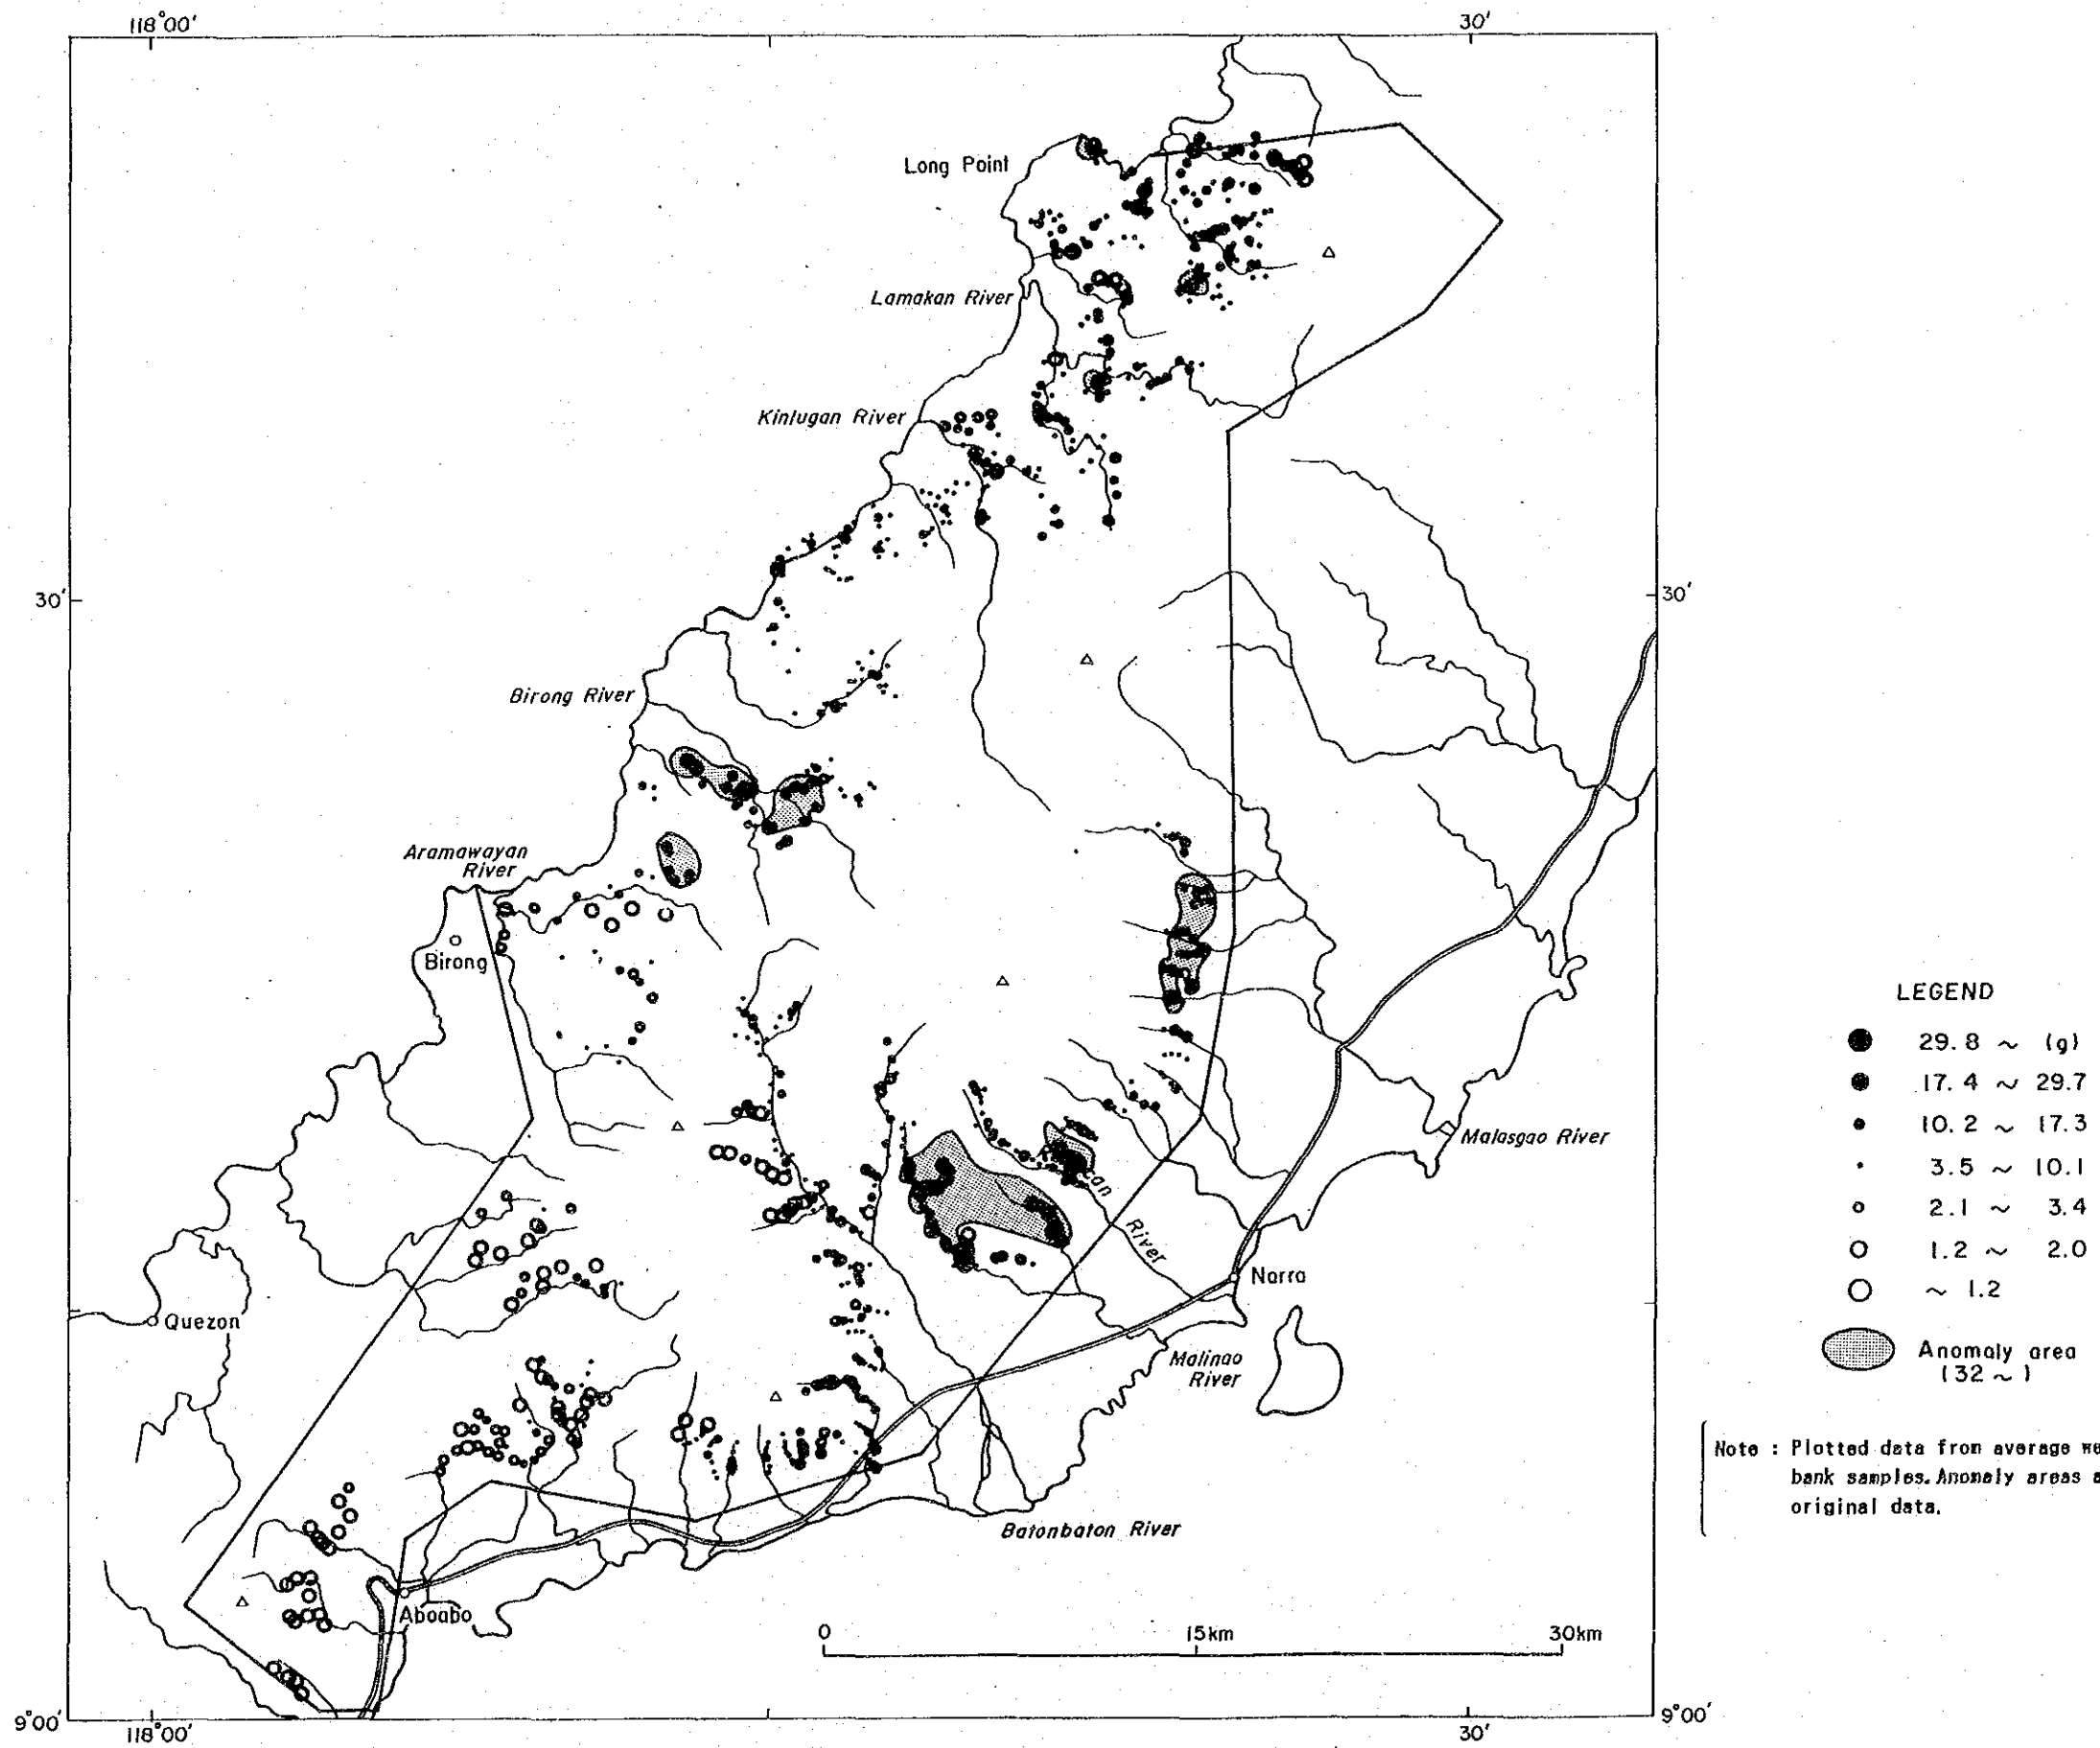 118°00'
30'
Long Point
Lamakan River
Kinlugan River
30'
30'
Birong River
Aramawayan
River
Birong
LEGEND
29.8 ~ (g)
17.4 ~ 29.7
10.2 ~ 17.3
3.5 ~ 10.1
2.1 ~ 3.4
1.2 ~ 2.0
~ 1.2
Anomaly area
(32 ~ )
Malasgao River
River
Narra
Quezon
Malinao
River
Note : Plotted data from average
bank samples. Anomaly areas
original data.
Batonbaton River
Aboabo
0 15km 30km
9°00'
9°00'
118°00'
30'